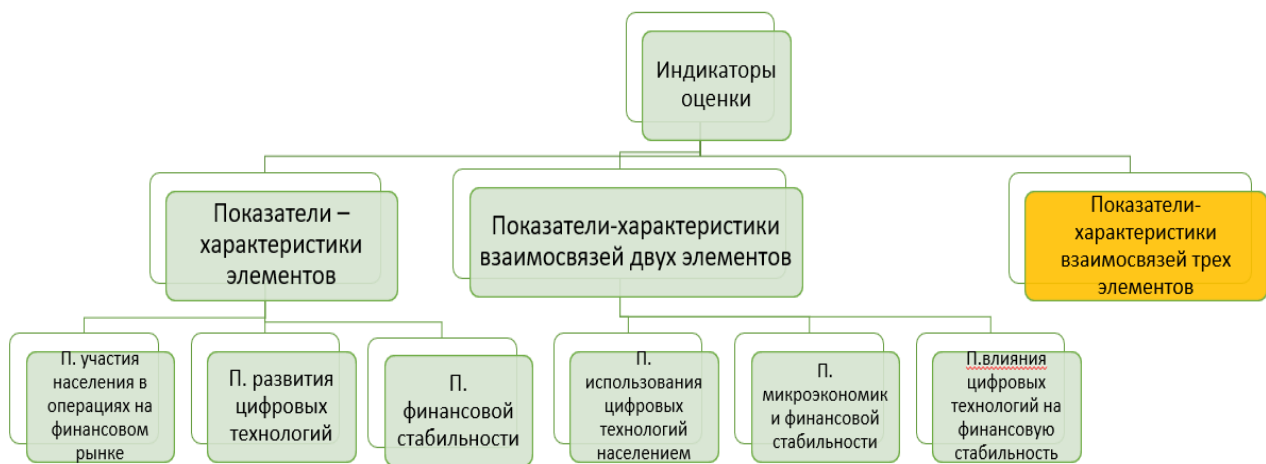 Индикаторы
оценки
Показатели –
характеристики
элементов
Показатели-характеристики
взаимосвязей двух элементов
Показатели-
характеристики
взаимосвязей трех
элементов
П. участия
населения в
операциях на
финансовом
рынке
П. развития
цифровых
технологий
П.
финансовой
стабильности
П.
использования
цифровых
технологий
населением
П.
микроэкономик
и финансовой
стабильности
П.влияния
цифровых
технологий на
финансовую
стабильность